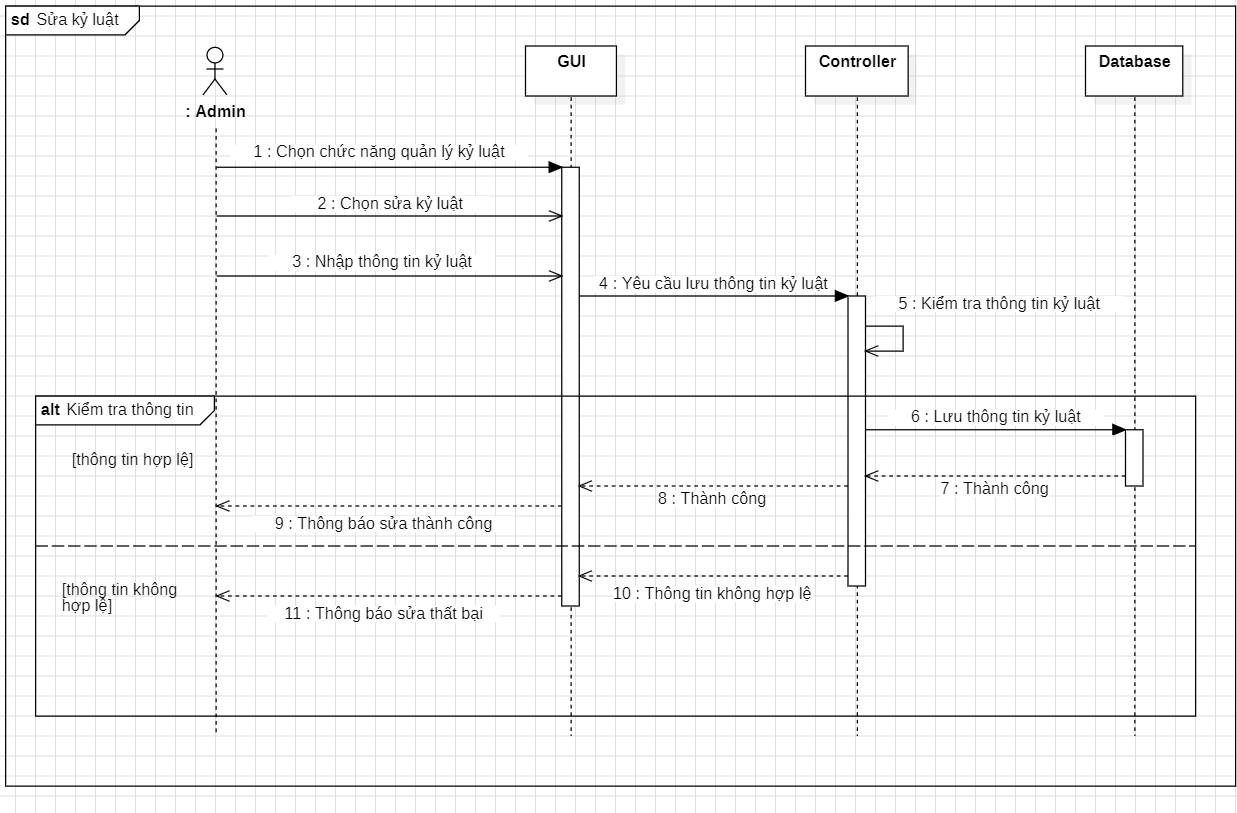 sd Sửa kỷ luật
: Admin
GUI
Controller
Database
1 : Chọn chức năng quản lý kỷ luật
2 : Chọn sửa kỷ luật
3 : Nhập thông tin kỷ luật
4 : Yêu cầu lưu thông tin kỷ luật
5 : Kiểm tra thông tin kỷ luật
alt Kiểm tra thông tin
6 : Lưu thông tin kỷ luật
[thông tin hợp lệ]
7 : Thành công
8 : Thành công
9 : Thông báo sửa thành công
[thông tin không
hợp lệ]
10 : Thông tin không hợp lệ
11 : Thông báo sửa thất bại